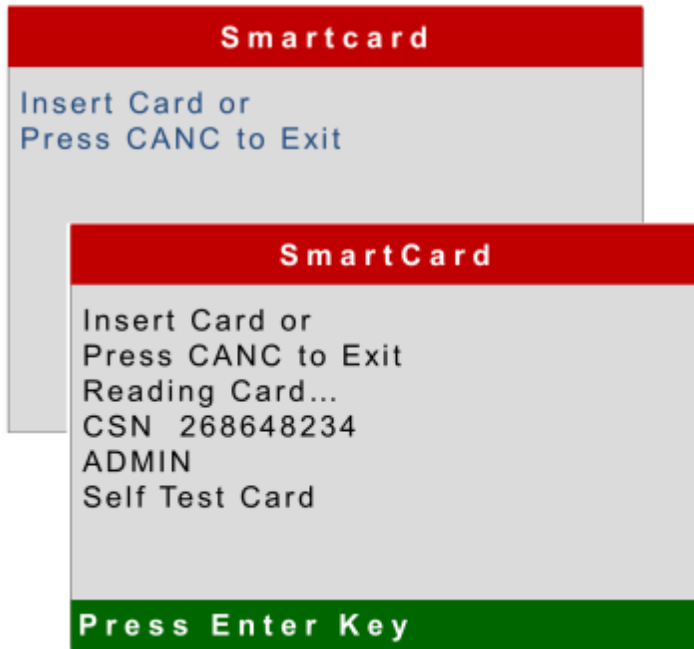 Smartcard
Insert Card or
Press CANC to Exit
SmartCard
Insert Card or
Press CANC to Exit
Reading Card...
CSN 268648234
ADMIN
Self Test Card
Press Enter Key